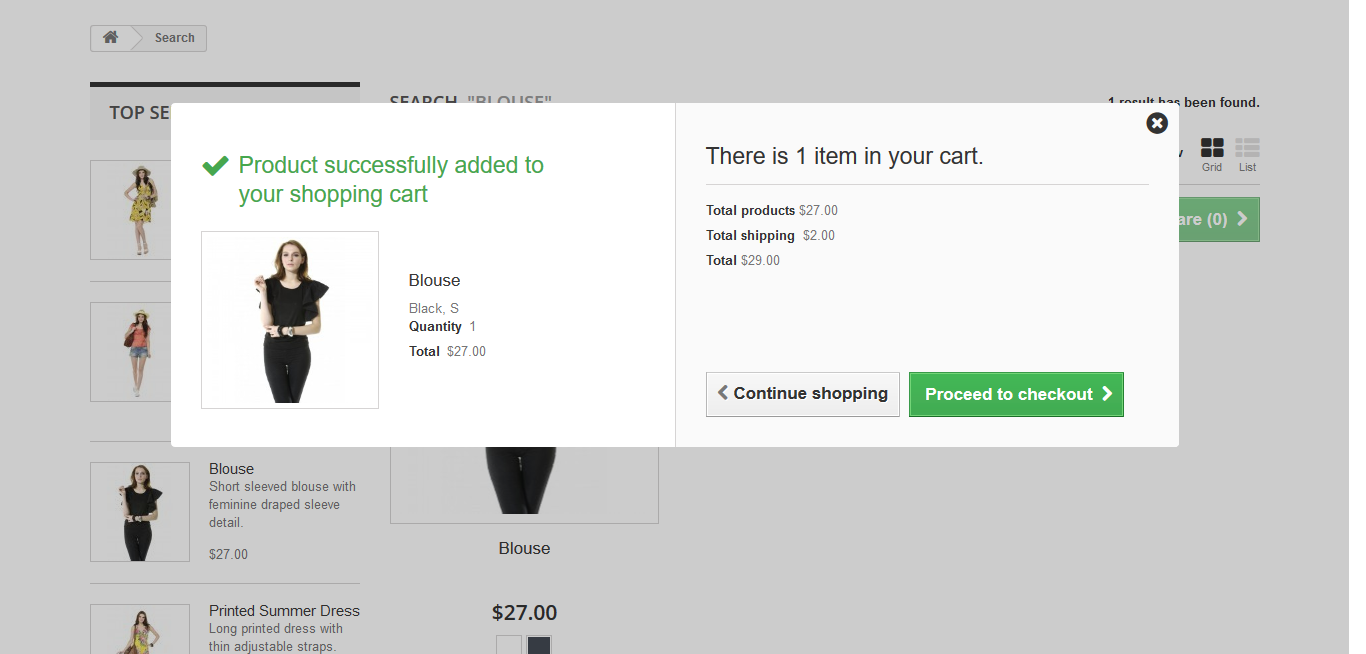 Search
TOP SE
SEARCH "BLOUSE"
1 result has been found.
Grid
List
are (0)
Product successfully added to
your shopping cart
Blouse
Black, S
Quantity 1
Total $27.00
There is 1 item in your cart.
Total products $27.00
Total shipping $2.00
Total $29.00
Continue shopping
Proceed to checkout
Blouse
Short sleeved blouse with
feminine draped sleeve
detail.
$27.00
Printed Summer Dress
Long printed dress with
thin adjustable straps.
Blouse
$27.00